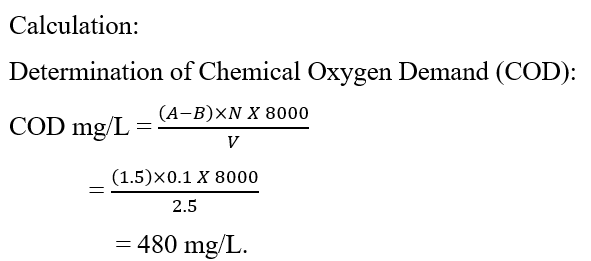 Calculation:
Determination of Chemical Oxygen Demand (COD):
COD mg/L = (A−B)×N X 8000 / V
= (1.5)×0.1 X 8000 / 2.5
= 480 mg/L.